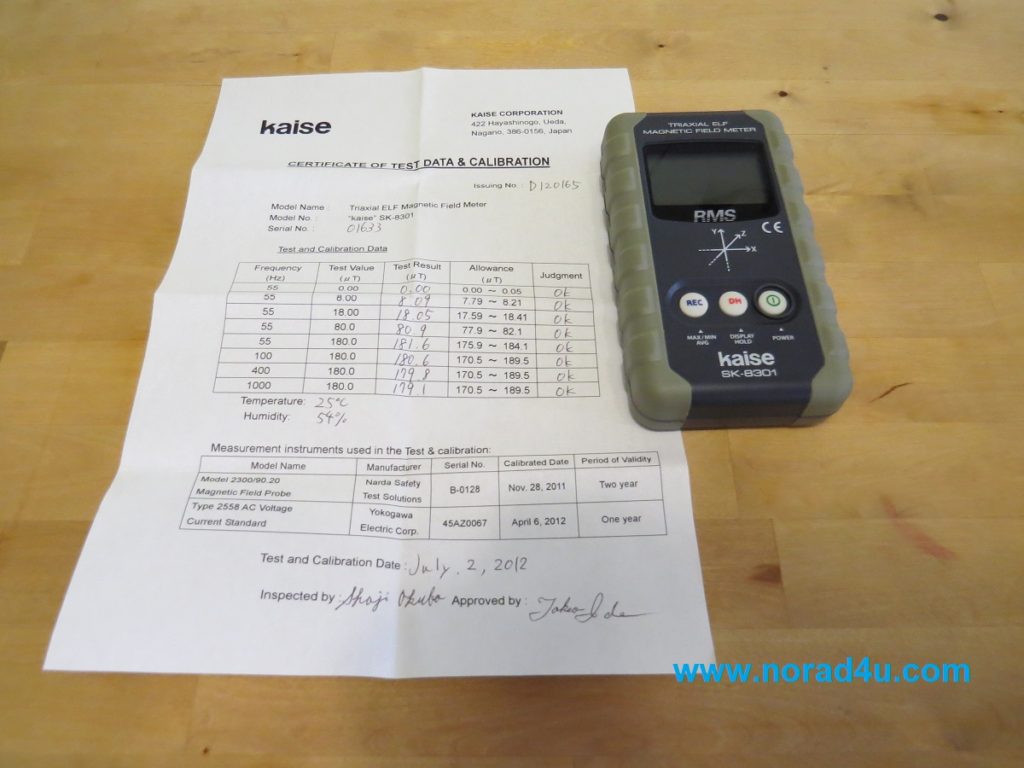 kaise
KAISE CORPORATION
422 Hayashinogo, Ueda,
Nagano, 386-0156, Japan
CERTIFICATE OF TEST DATA & CALIBRATION
Issuing No. : D120165
Model Name : Triaxial ELF Magnetic Field Meter
Model No. : "kaise" SK-8301
Serial No. : 01633
Test and Calibration Data
Frequency (Hz) Test Value (μT) Test Result (μT) Allowance (μT) Judgment
55 0.00 0.00 0.00 ~ 0.05 Ok
55 8.00 8.09 7.79 ~ 8.21 Ok
55 18.00 18.05 17.59 ~ 18.41 Ok
55 80.0 80.9 77.9 ~ 82.1 Ok
55 180.0 181.6 175.9 ~ 184.1 Ok
100 180.0 180.6 170.5 ~ 189.5 Ok
400 180.0 179.8 170.5 ~ 189.5 Ok
1000 180.0 179.1 170.5 ~ 189.5 Ok
Temperature: 25°C
Humidity: 54%
Measurement instruments used in the Test & calibration:
Model Name Manufacturer Serial No. Calibrated Date Period of Validity
Model 2300/90.20 Magnetic Field Probe Narda Safety Test Solutions B-0128 Nov. 28, 2011 Two year
Type 2558 AC Voltage Current Standard Yokogawa Electric Corp. 45AZ0067 April 6, 2012 One year
Test and Calibration Date : July. 2, 2012
Inspected by : Shoji Okubo Approved by :
TRIAXIAL ELF
MAGNETIC FIELD METER
RMS
Y Z X
CE
REC DH
MAX/MIN AVG DISPLAY HOLD POWER
kaise
SK-8301
www.norad4u.com